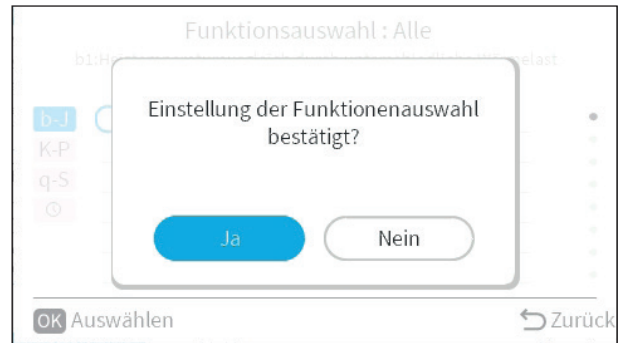 Funktionsauswahl : Alle
Einstellung der Funktionenauswahl
bestätigt?
b-J
K-P
q-S
Ja
Nein
OK Auswählen
Zurück